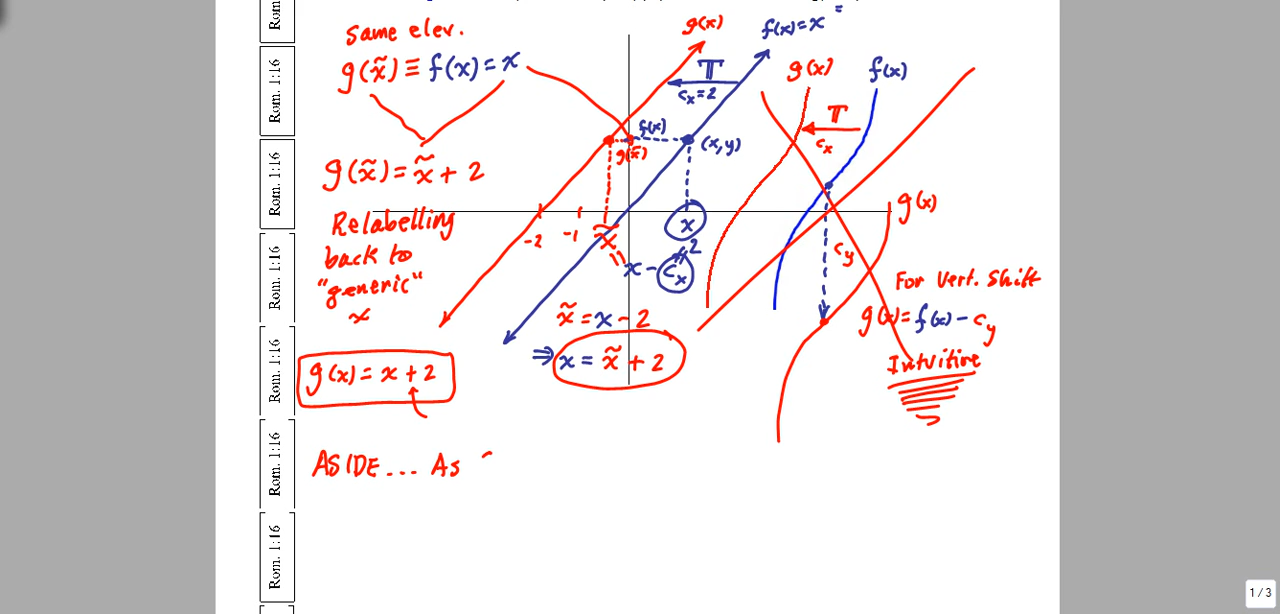 Rom. 1:16
Rom. 1:16
Rom. 1:16
Rom. 1:16
Rom. 1:16
Rom. 1:16
Rom. 1:16
same elev.
g(x̃) ≡ f(x) = x
g(x̃) = x̃ + 2
Relabelling
back to
"generic"
x
g(x) = x + 2
ASIDE... As
g(x)
f(x) = x
=
T
cx = 2
f(x)
g(x̃)
(x, y)
-2
-1
x̃
x
x - cx
2
x̃ = x - 2
⇒ x = x̃ + 2
g(x)
f(x)
T
cx
g(x)
cy
For Vert. Shift
g(x) = f(x) - cy
Intuitive
1 / 3